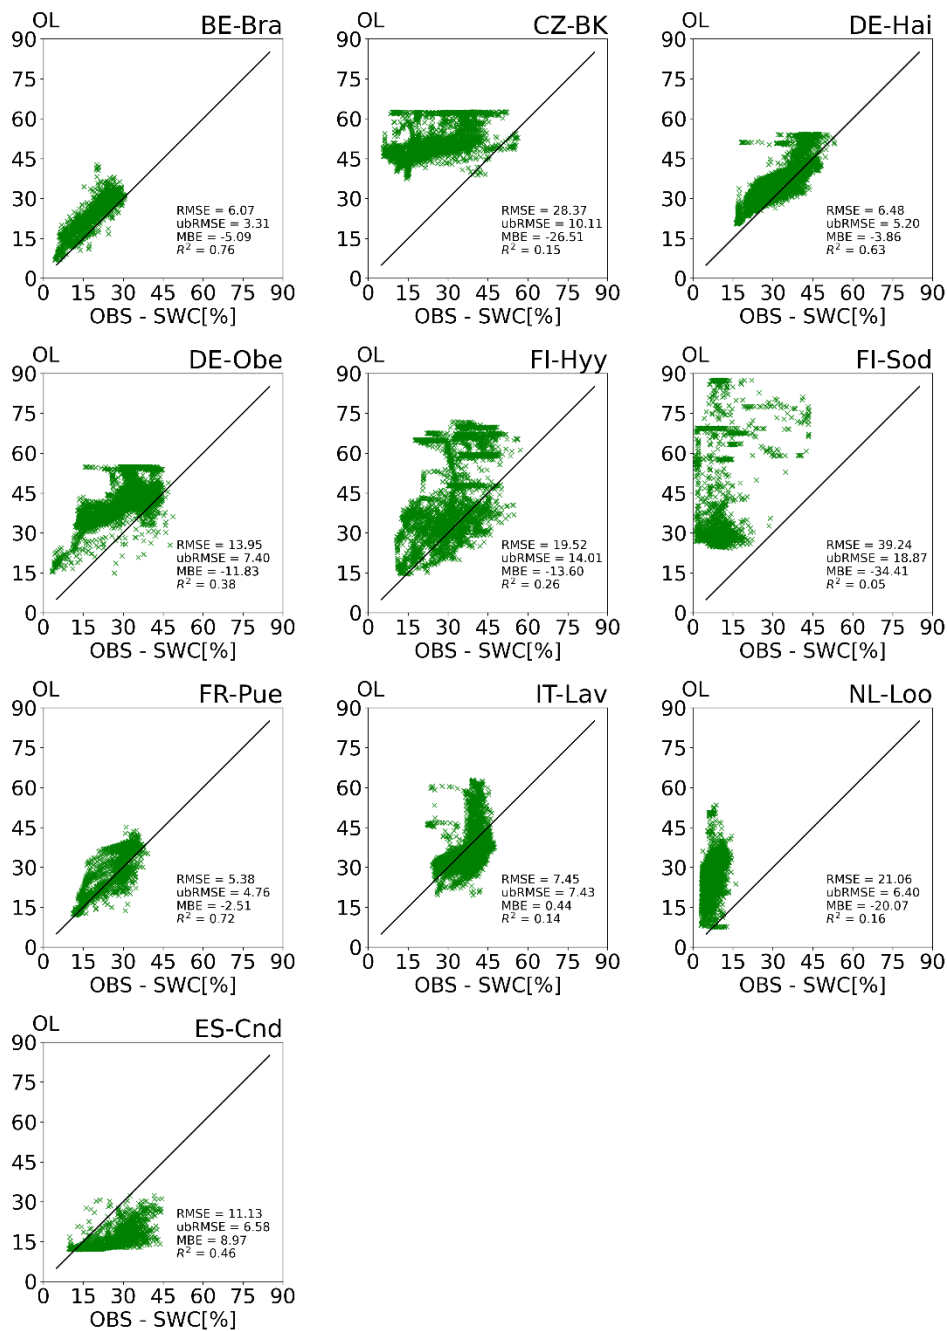 OL BE-Bra
90
75
60
45
30
15
0
RMSE = 6.07
ubRMSE = 3.31
MBE = -5.09
R² = 0.76
0 15 30 45 60 75 90
OBS - SWC[%]
OL CZ-BK
90
75
60
45
30
15
0
RMSE = 28.37
ubRMSE = 10.11
MBE = -26.51
R² = 0.15
0 15 30 45 60 75 90
OBS - SWC[%]
OL DE-Hai
90
75
60
45
30
15
0
RMSE = 6.48
ubRMSE = 5.20
MBE = -3.86
R² = 0.63
0 15 30 45 60 75 90
OBS - SWC[%]
OL DE-Obe
90
75
60
45
30
15
0
RMSE = 13.95
ubRMSE = 7.40
MBE = -11.83
R² = 0.38
0 15 30 45 60 75 90
OBS - SWC[%]
OL FI-Hyy
90
75
60
45
30
15
0
RMSE = 19.52
ubRMSE = 14.01
MBE = -13.60
R² = 0.26
0 15 30 45 60 75 90
OBS - SWC[%]
OL FI-Sod
90
75
60
45
30
15
0
RMSE = 39.24
ubRMSE = 18.87
MBE = -34.41
R² = 0.05
0 15 30 45 60 75 90
OBS - SWC[%]
OL FR-Pue
90
75
60
45
30
15
0
RMSE = 5.38
ubRMSE = 4.76
MBE = -2.51
R² = 0.72
0 15 30 45 60 75 90
OBS - SWC[%]
OL IT-Lav
90
75
60
45
30
15
0
RMSE = 7.45
ubRMSE = 7.43
MBE = 0.44
R² = 0.14
0 15 30 45 60 75 90
OBS - SWC[%]
OL NL-Loo
90
75
60
45
30
15
0
RMSE = 21.06
ubRMSE = 6.40
MBE = -20.07
R² = 0.16
0 15 30 45 60 75 90
OBS - SWC[%]
OL ES-Cnd
90
75
60
45
30
15
0
RMSE = 11.13
ubRMSE = 6.58
MBE = 8.97
R² = 0.46
0 15 30 45 60 75 90
OBS - SWC[%]